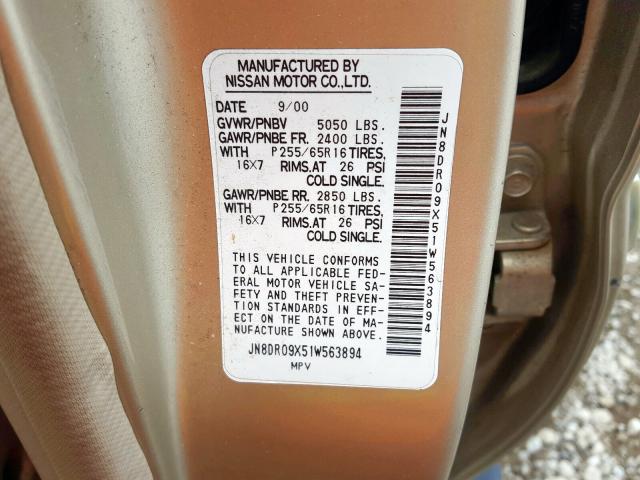 MANUFACTURED BY
NISSAN MOTOR CO.,LTD.
DATE 9/00
GVWR/PNBV 5050 LBS.
GAWR/PNBE FR. 2400 LBS.
WITH P255/65R16 TIRES,
16X7 RIMS,AT 26 PSI
COLD SINGLE.
GAWR/PNBE RR. 2850 LBS.
WITH P255/65R16 TIRES,
16X7 RIMS,AT 26 PSI
COLD SINGLE.
THIS VEHICLE CONFORMS
TO ALL APPLICABLE FED-
ERAL MOTOR VEHICLE SA-
FETY AND THEFT PREVEN-
TION STANDARDS IN EFF-
ECT ON THE DATE OF MA-
NUFACTURE SHOWN ABOVE.
JN8DR09X51W563894
MPV
JN8DR09X51W563894